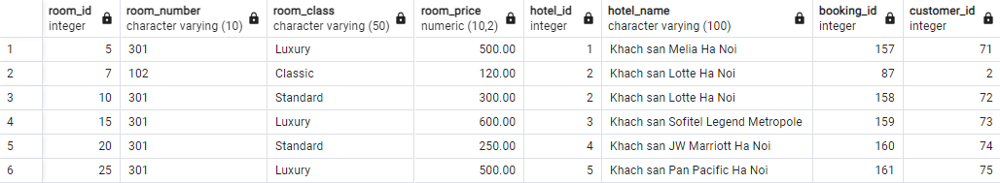 room_id room_number room_class room_price hotel_id hotel_name booking_id customer_id
integer character varying (10) character varying (50) numeric (10,2) integer character varying (100) integer integer
1 5 301 Luxury 500.00 1 Khach san Melia Ha Noi 157 71
2 7 102 Classic 120.00 2 Khach san Lotte Ha Noi 87 2
3 10 301 Standard 300.00 2 Khach san Lotte Ha Noi 158 72
4 15 301 Luxury 600.00 3 Khach san Sofitel Legend Metropole 159 73
5 20 301 Standard 250.00 4 Khach san JW Marriott Ha Noi 160 74
6 25 301 Luxury 500.00 5 Khach san Pan Pacific Ha Noi 161 75